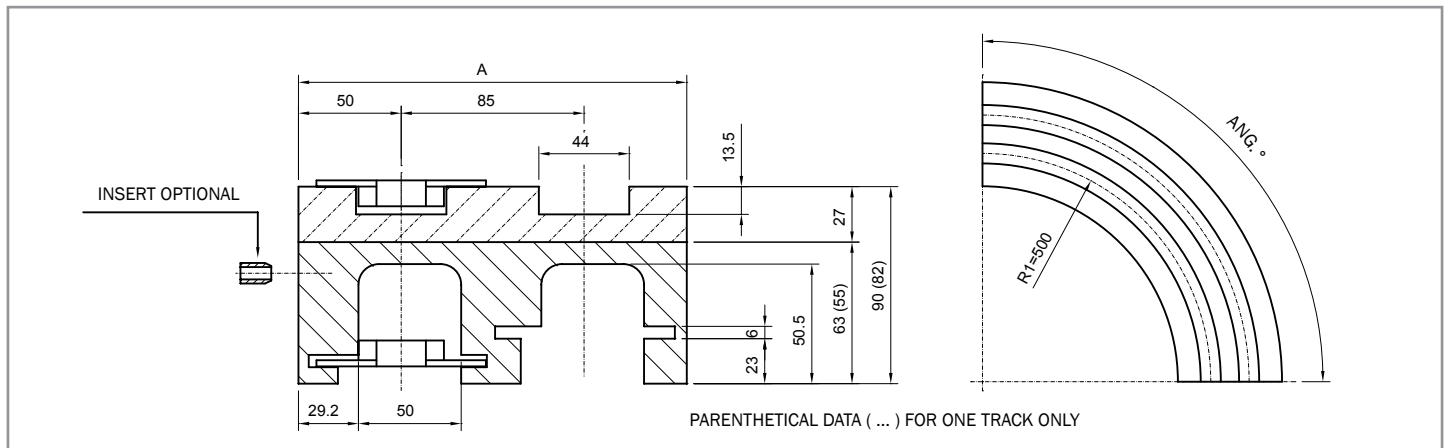 A
50
85
44
13.5
INSERT OPTIONAL
27
63 (55)
90 (82)
50.5
6
23
29.2
50
PARENTHETICAL DATA ( ... ) FOR ONE TRACK ONLY
ANG. °
R1=500